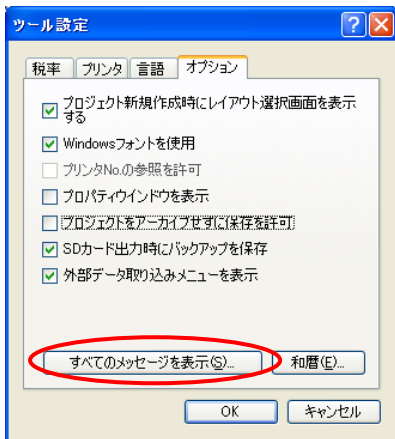 ツール設定
税率 プリンタ 言語 オプション
プロジェクト新規作成時にレイアウト選択画面を表示
する
Windowsフォントを使用
プリンタNo.の参照を許可
プロパティウインドウを表示
プロジェクトをアーカイブせずに保存を許可
SDカード出力時にバックアップを保存
外部データ取り込みメニューを表示
すべてのメッセージを表示(S)... 和暦(E)...
OK キャンセル